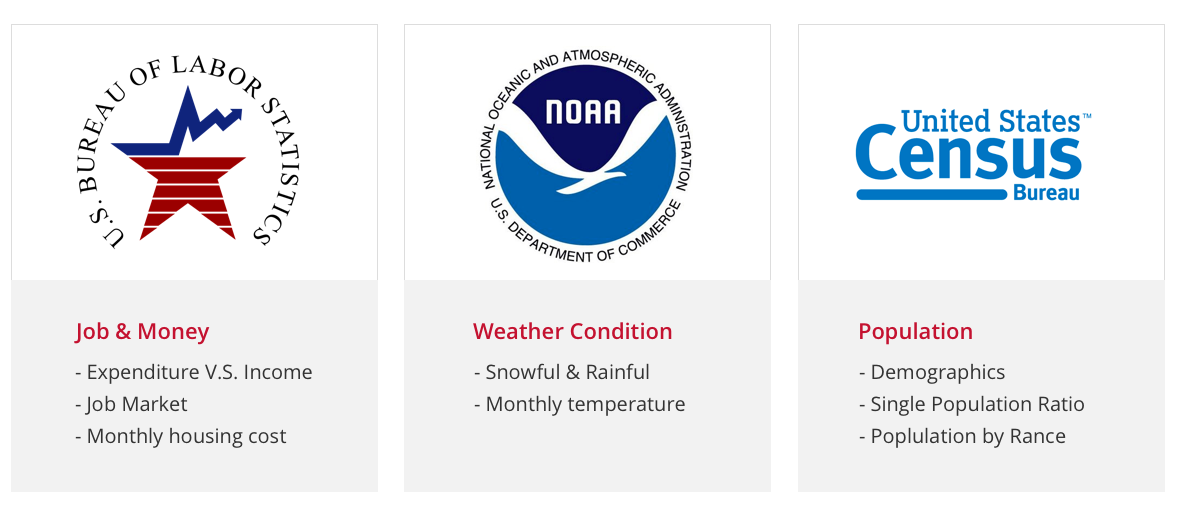 U.S. BUREAU OF LABOR STATISTICS
Job & Money
- Expenditure V.S. Income
- Job Market
- Monthly housing cost
NATIONAL OCEANIC AND ATMOSPHERIC ADMINISTRATION
NOAA
U.S. DEPARTMENT OF COMMERCE
Weather Condition
- Snowful & Rainful
- Monthly temperature
United States™
Census
Bureau
Population
- Demographics
- Single Population Ratio
- Poplulation by Rance